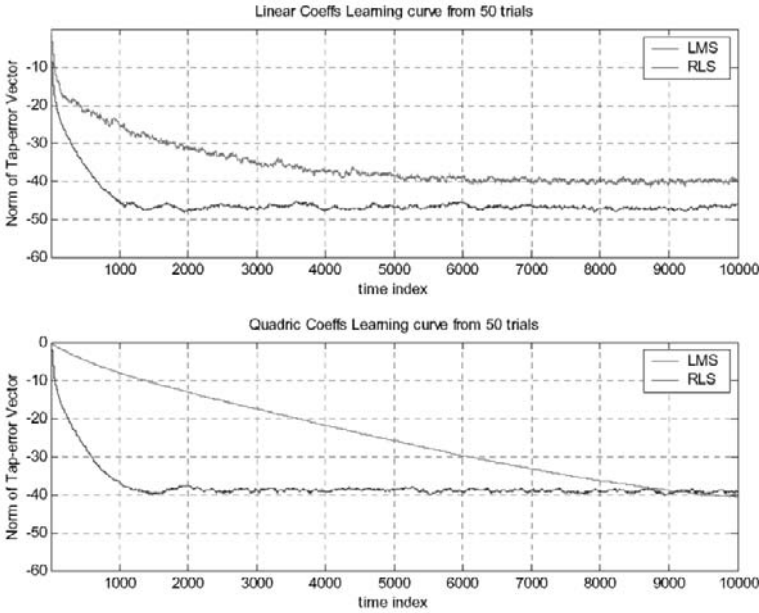 Linear Coeffs Learning curve from 50 trials
LMS
RLS
Norm of Tap-error Vector
-10
-20
-30
-40
-50
-60
1000 2000 3000 4000 5000 6000 7000 8000 9000 10000
time index
Quadric Coeffs Learning curve from 50 trials
LMS
RLS
Norm of Tap-error Vector
0
-10
-20
-30
-40
-50
-60
1000 2000 3000 4000 5000 6000 7000 8000 9000 10000
time index